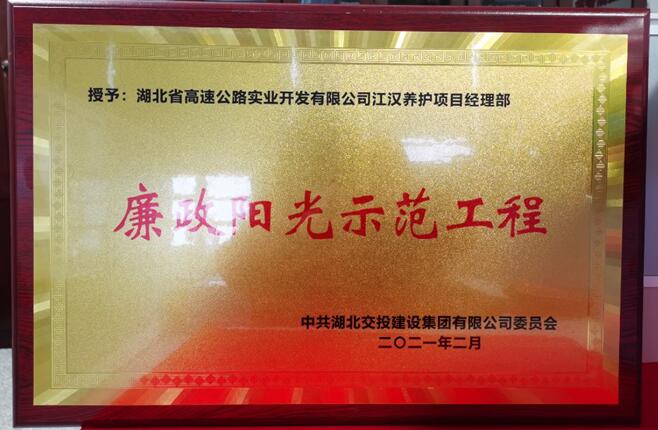 授予：湖北省高速公路实业开发有限公司江汉养护项目经理部
廉政阳光示范工程
中共湖北交投建设集团有限公司委员会
二〇二一年二月